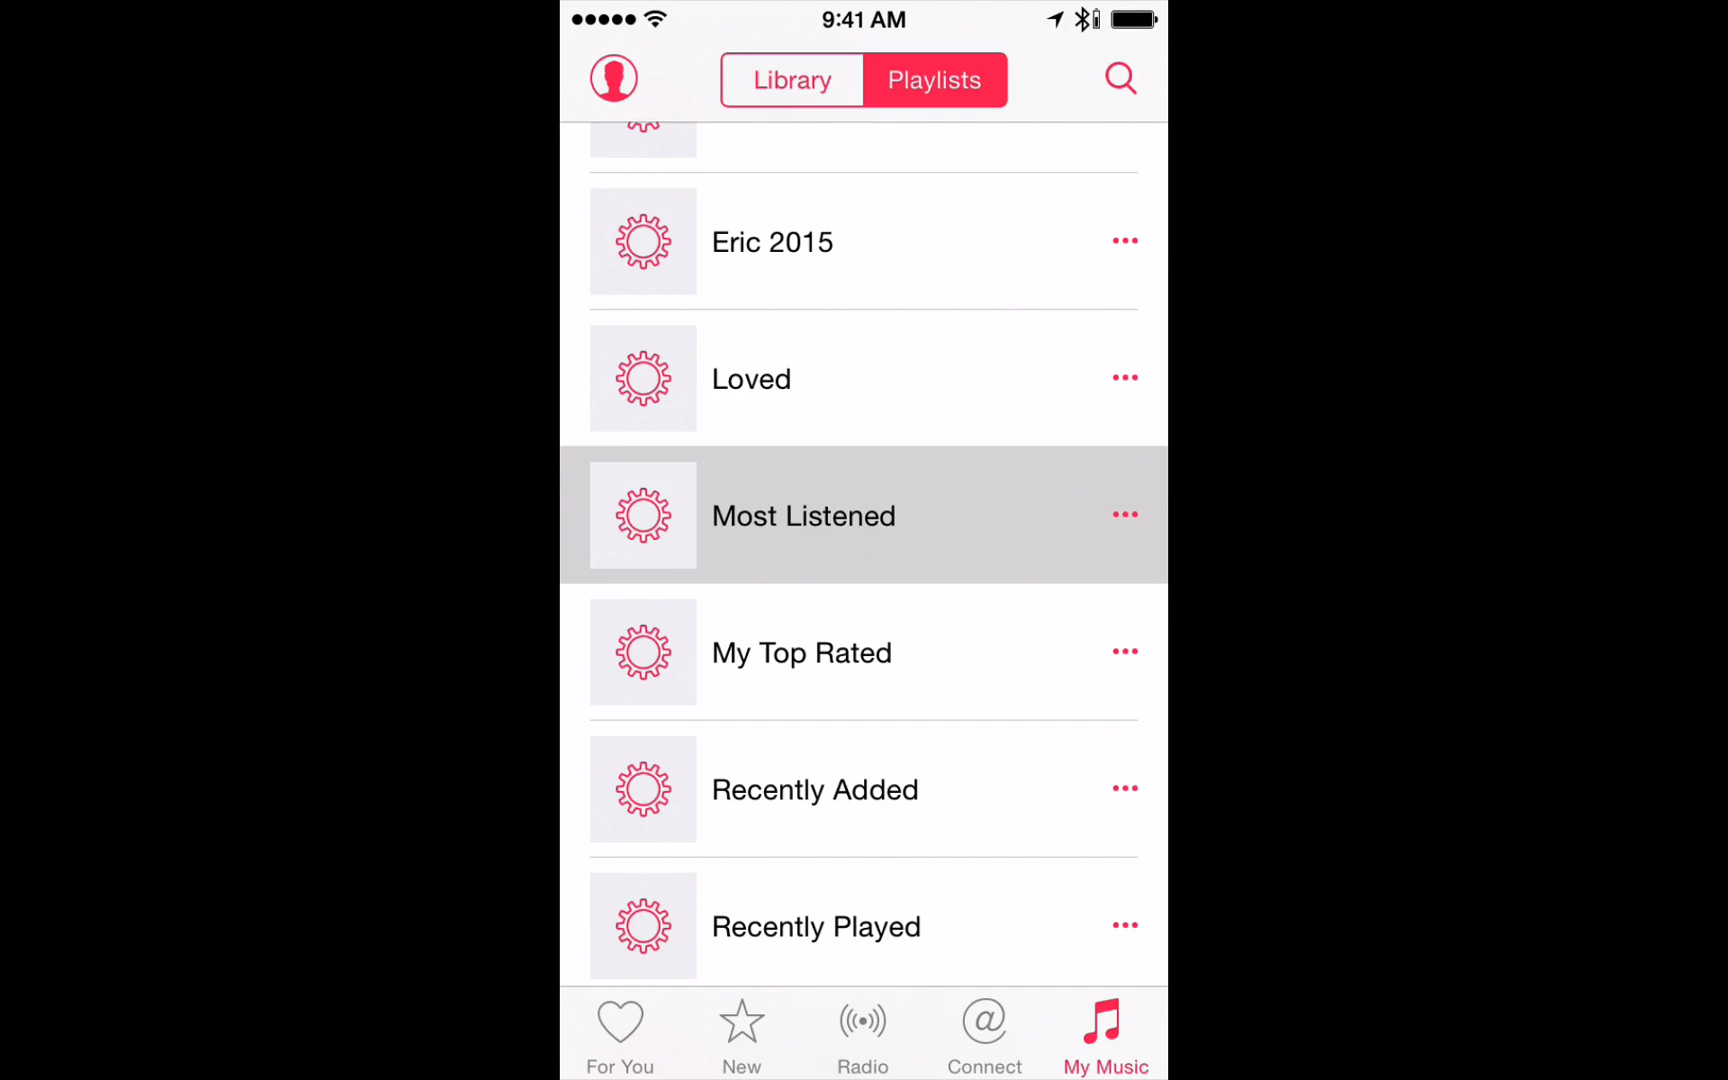 9:41 AM
Library Playlists
Eric 2015
Loved
Most Listened
My Top Rated
Recently Added
Recently Played
For You New Radio Connect My Music